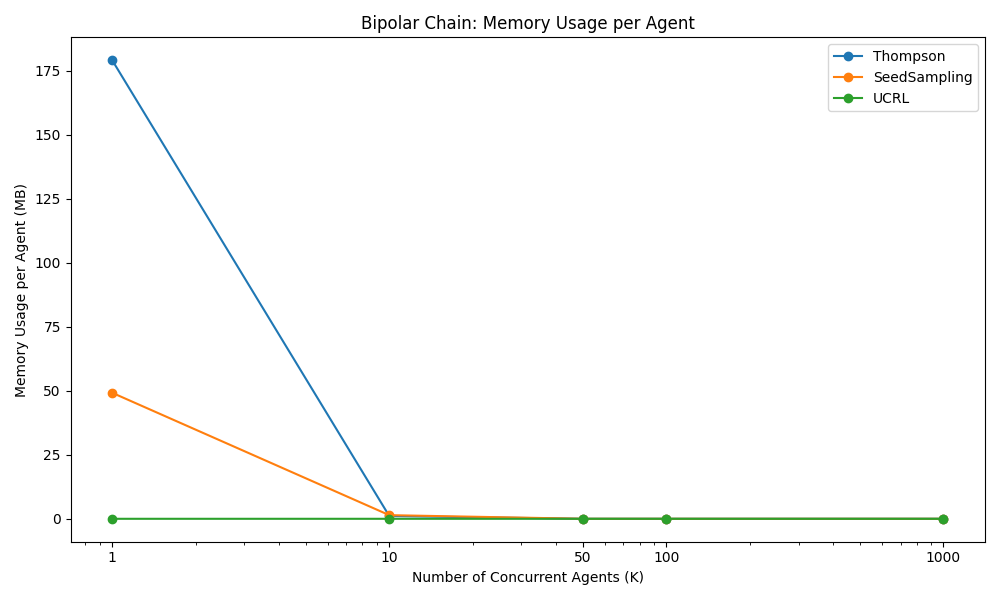 Bipolar Chain: Memory Usage per Agent
Thompson
SeedSampling
UCRL
Memory Usage per Agent (MB)
175
150
125
100
75
50
25
0
1
10
50
100
1000
Number of Concurrent Agents (K)